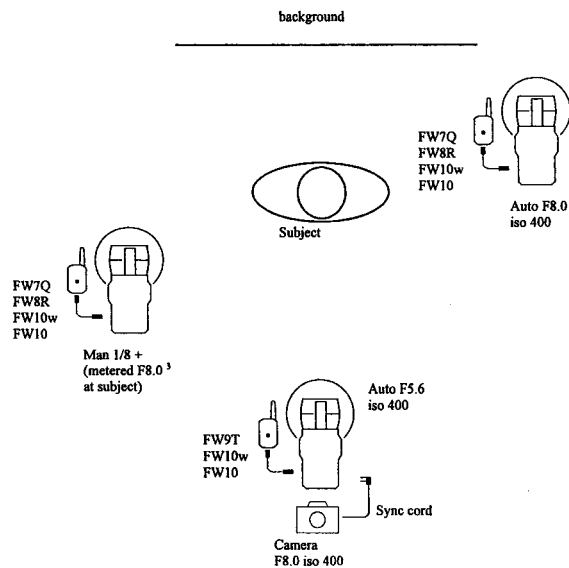 background
FW7Q
FW8R
FW10w
FW10
Auto F8.0
iso 400
Subject
FW7Q
FW8R
FW10w
FW10
Man 1/8 +
(metered F8.0 ³
at subject)
Auto F5.6
iso 400
FW9T
FW10w
FW10
Sync cord
Camera
F8.0 iso 400